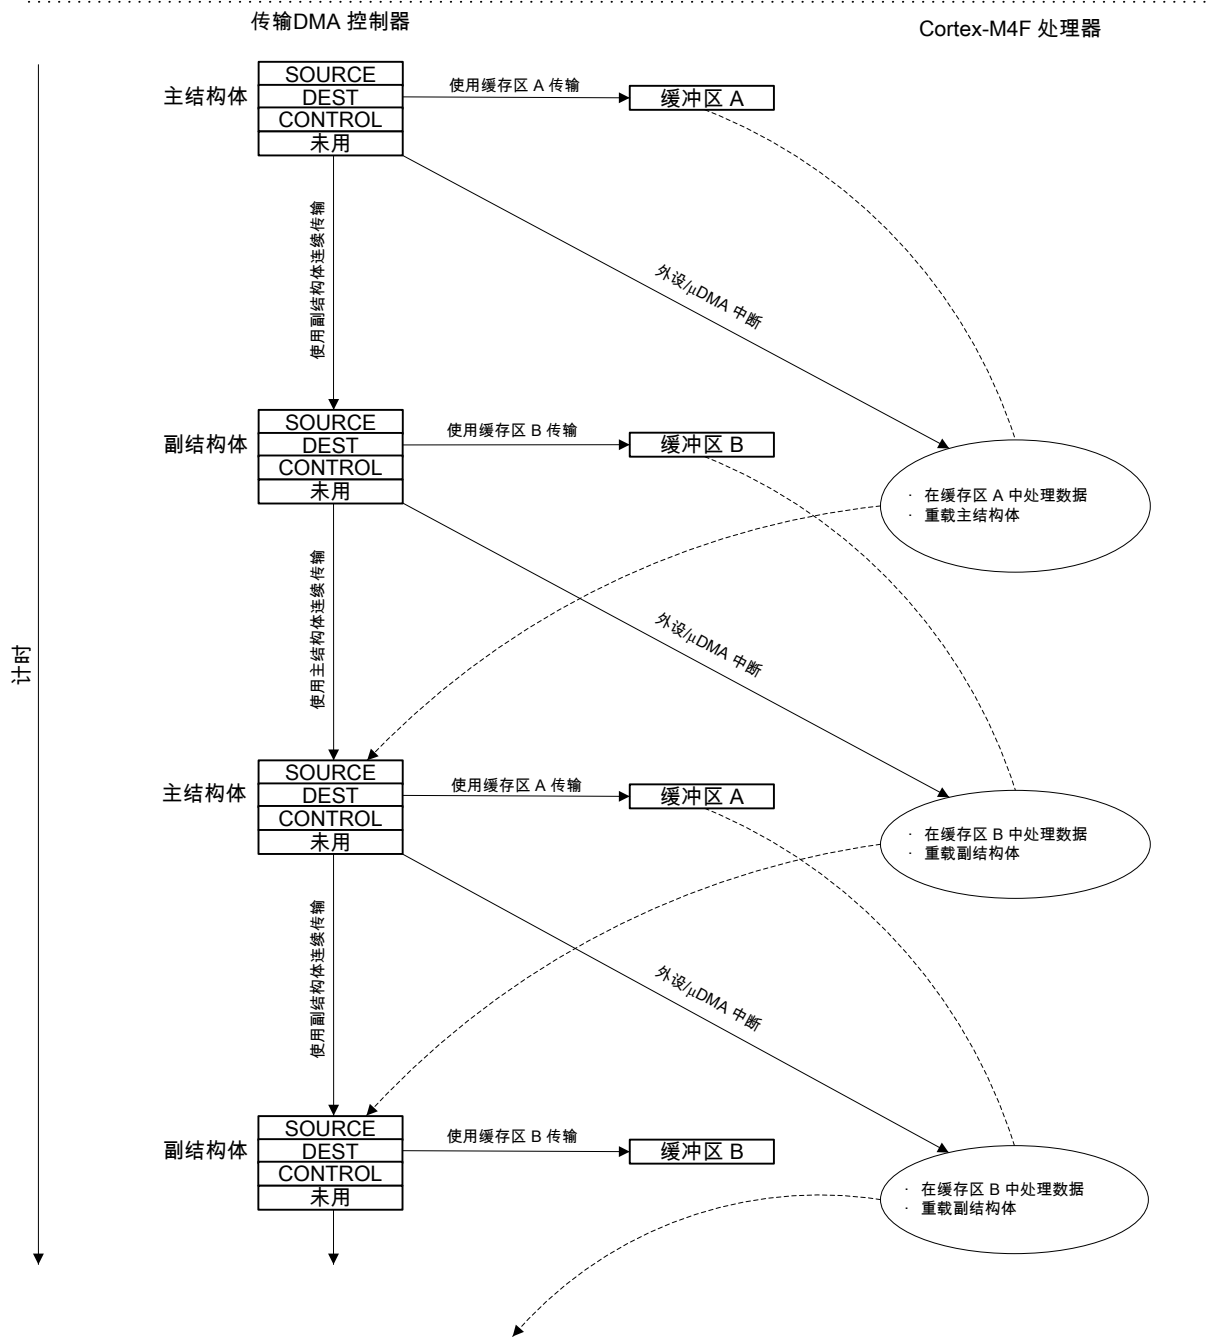 传输DMA 控制器
Cortex-M4F 处理器
主结构体
SOURCE
DEST
CONTROL
未用
使用缓存区 A 传输
缓冲区 A
使用副结构体连续传输
外设/μDMA 中断
副结构体
SOURCE
DEST
CONTROL
未用
使用缓存区 B 传输
缓冲区 B
· 在缓存区 A 中处理数据
· 重载主结构体
使用主结构体连续传输
外设/μDMA 中断
计时
主结构体
SOURCE
DEST
CONTROL
未用
使用缓存区 A 传输
缓冲区 A
· 在缓存区 B 中处理数据
· 重载副结构体
使用副结构体连续传输
外设/μDMA 中断
副结构体
SOURCE
DEST
CONTROL
未用
使用缓存区 B 传输
缓冲区 B
· 在缓存区 B 中处理数据
· 重载副结构体